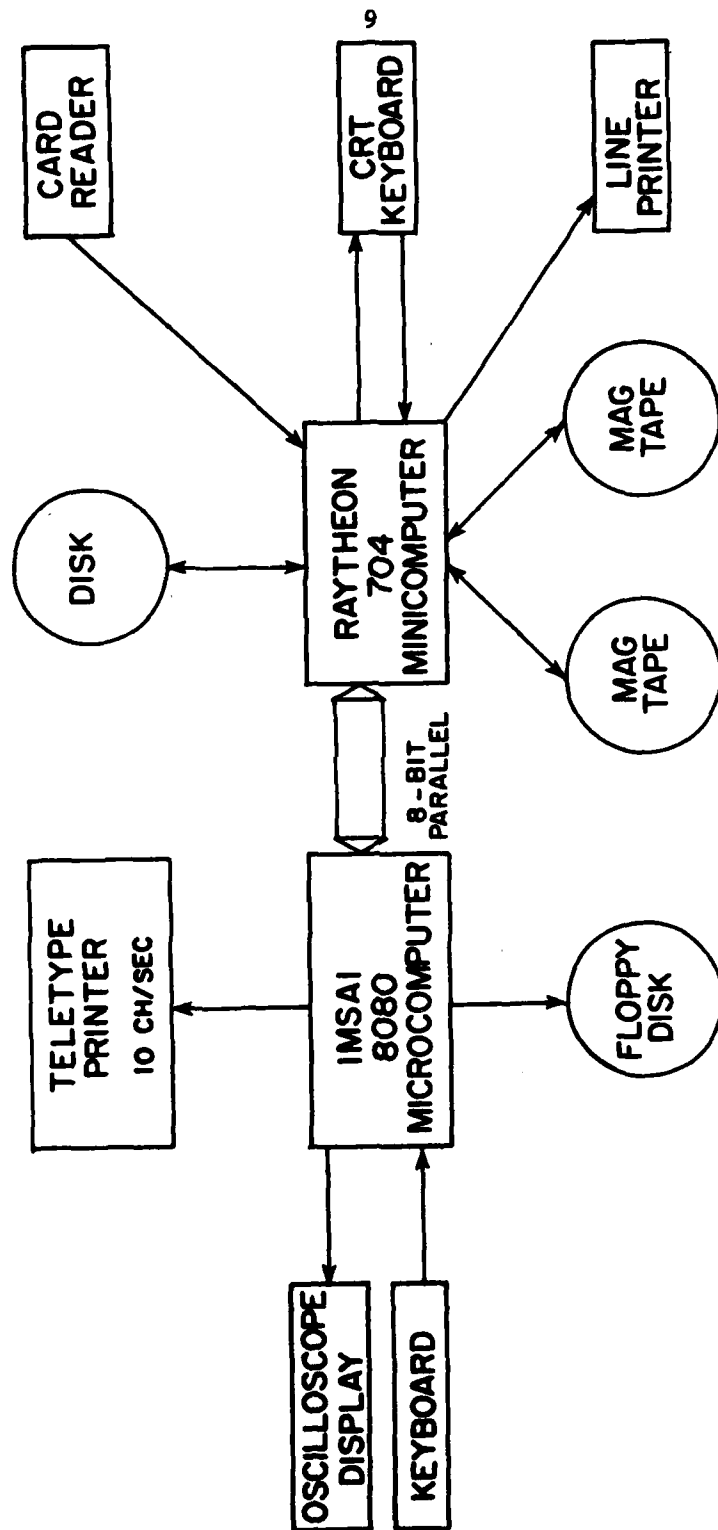 9
TELETYPE
PRINTER
10 CH/SEC
DISK
CARD
READER
OSCILLOSCOPE
DISPLAY
KEYBOARD
IMSAI
8080
MICROCOMPUTER
8-BIT
PARALLEL
RAYTHEON
704
MINICOMPUTER
CRT
KEYBOARD
FLOPPY
DISK
MAG
TAPE
MAG
TAPE
LINE
PRINTER